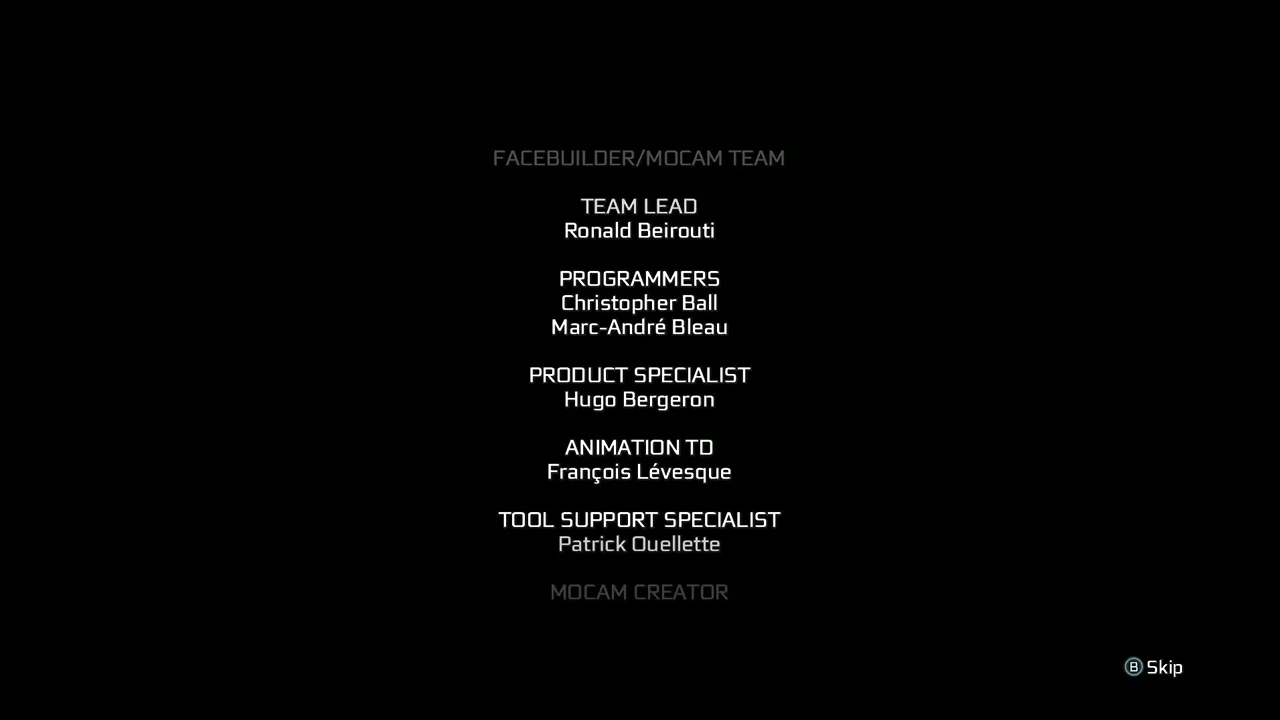 FACEBUILDER/MOCAM TEAM
TEAM LEAD
Ronald Beirouti
PROGRAMMERS
Christopher Ball
Marc-André Bleau
PRODUCT SPECIALIST
Hugo Bergeron
ANIMATION TD
François Lévesque
TOOL SUPPORT SPECIALIST
Patrick Ouellette
MOCAM CREATOR
B Skip